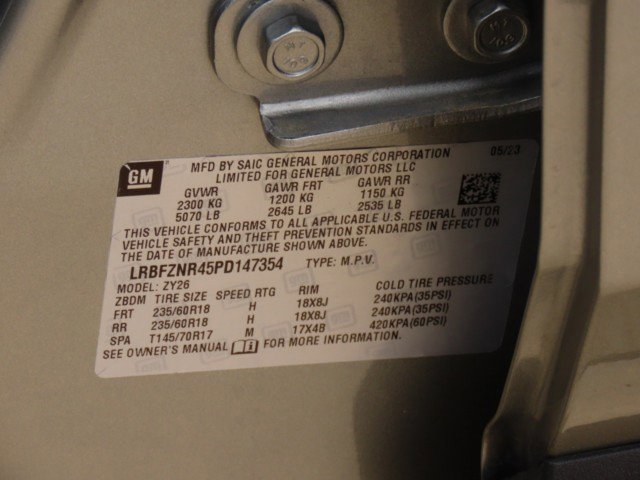 GM
MFD BY SAIC GENERAL MOTORS CORPORATION 05/23
LIMITED FOR GENERAL MOTORS LLC
GVWR GAWR FRT GAWR RR
2300 KG 1200 KG 1150 KG
5070 LB 2645 LB 2535 LB
THIS VEHICLE CONFORMS TO ALL APPLICABLE U.S. FEDERAL MOTOR
VEHICLE SAFETY AND THEFT PREVENTION STANDARDS IN EFFECT ON
THE DATE OF MANUFACTURE SHOWN ABOVE.
LRBFZNR45PD147354 TYPE: M.P.V.
MODEL: ZY26
ZBDM TIRE SIZE SPEED RTG RIM COLD TIRE PRESSURE
FRT 235/60R18 H 18X8J 240KPA(35PSI)
RR 235/60R18 H 18X8J 240KPA(35PSI)
SPA T145/70R17 M 17X4B 420KPA(60PSI)
SEE OWNER'S MANUAL FOR MORE INFORMATION.